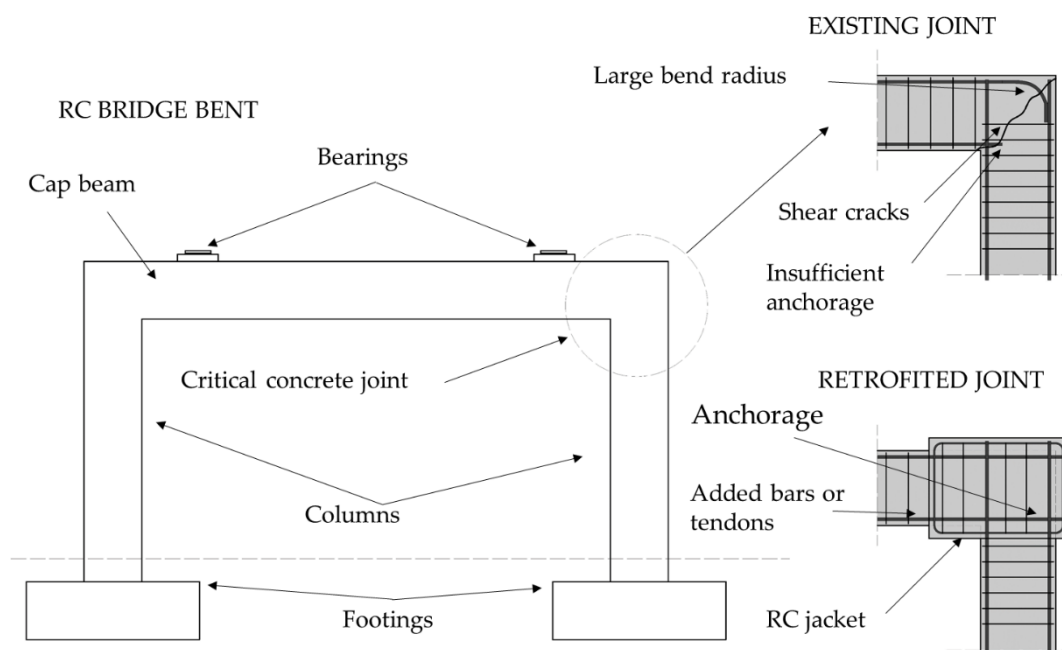 EXISTING JOINT
Large bend radius
RC BRIDGE BENT
Bearings
Cap beam
Shear cracks
Insufficient
anchorage
Critical concrete joint
RETROFITED JOINT
Anchorage
Added bars or
tendons
Columns
Footings
RC jacket